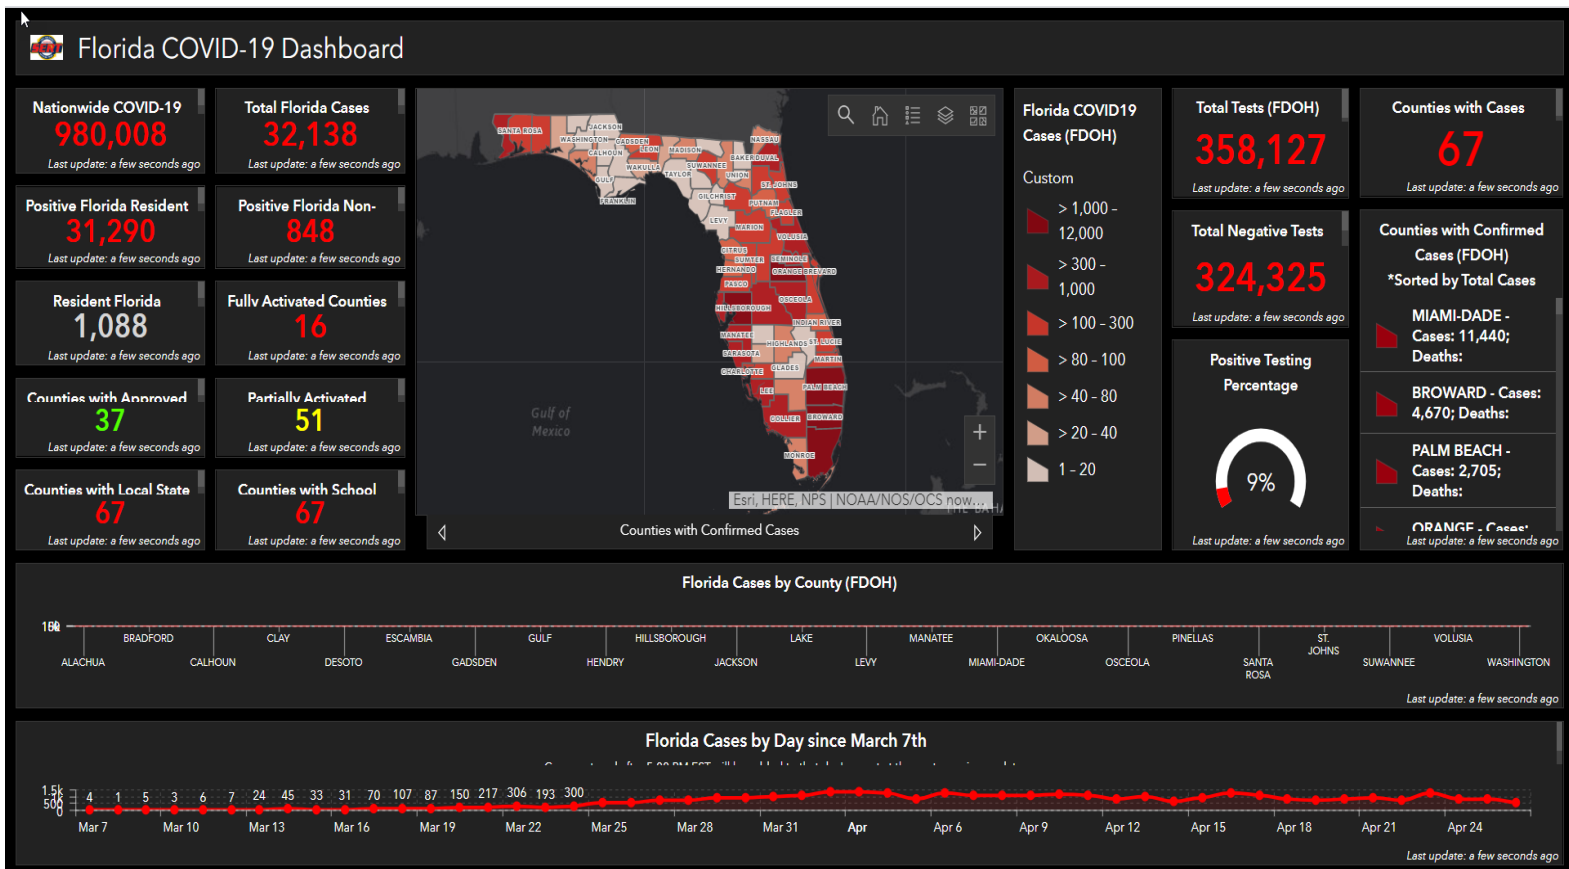 Florida COVID-19 Dashboard
Nationwide COVID-19
980,008
Last update: a few seconds ago
Total Florida Cases
32,138
Last update: a few seconds ago
Positive Florida Resident
31,290
Last update: a few seconds ago
Positive Florida Non-
848
Last update: a few seconds ago
Resident Florida
1,088
Last update: a few seconds ago
Fully Activated Counties
16
Last update: a few seconds ago
Counties with Approved
37
Last update: a few seconds ago
Partially Activated
51
Last update: a few seconds ago
Counties with Local State
67
Last update: a few seconds ago
Counties with School
67
Last update: a few seconds ago
SANTA ROSA
JACKSON
WASHINGTON
GADSDEN
CALHOUN
LEON
MADISON
NASSAU
BAKER
DUVAL
WAKULLA
SUWANNEE
TAYLOR
UNION
GULF
ST. JOHNS
FRANKLIN
GILCHRIST
PUTNAM
FLAGLER
LEVY
MARION
VOLUSIA
CITRUS
SUMTER
SEMINOLE
HERNANDO
ORANGE
BREVARD
PASCO
OSCEOLA
HILLSBOROUGH
INDIAN RIVER
MANATEE
HIGHLANDS
ST. LUCIE
SARASOTA
MARTIN
CHARLOTTE
GLADES
LEE
PALM BEACH
COLLIER
BROWARD
MONROE
Gulf of
Mexico
+
−
Esri, HERE, NPS | NOAA/NOS/OCS now...
Counties with Confirmed Cases
Florida COVID19
Cases (FDOH)
Custom
> 1,000 –
12,000
> 300 –
1,000
> 100 – 300
> 80 – 100
> 40 – 80
> 20 – 40
1 – 20
Total Tests (FDOH)
358,127
Last update: a few seconds ago
Total Negative Tests
324,325
Last update: a few seconds ago
Positive Testing
Percentage
9%
Last update: a few seconds ago
Counties with Cases
67
Last update: a few seconds ago
Counties with Confirmed
Cases (FDOH)
*Sorted by Total Cases
MIAMI-DADE -
Cases: 11,440;
Deaths:
BROWARD - Cases:
4,670; Deaths:
PALM BEACH -
Cases: 2,705;
Deaths:
ORANGE - Cases:
Last update: a few seconds ago
Florida Cases by County (FDOH)
BRADFORD CLAY ESCAMBIA GULF HILLSBOROUGH LAKE MANATEE OKALOOSA PINELLAS ST. JOHNS VOLUSIA
ALACHUA CALHOUN DESOTO GADSDEN HENDRY JACKSON LEVY MIAMI-DADE OSCEOLA SANTA ROSA SUWANNEE WASHINGTON
Last update: a few seconds ago
Florida Cases by Day since March 7th
1.5k
500
0
4 1 5 3 6 7 24 45 33 31 70 107 87 150 217 306 193 300
Mar 7 Mar 10 Mar 13 Mar 16 Mar 19 Mar 22 Mar 25 Mar 28 Mar 31 Apr Apr 6 Apr 9 Apr 12 Apr 15 Apr 18 Apr 21 Apr 24
Last update: a few seconds ago